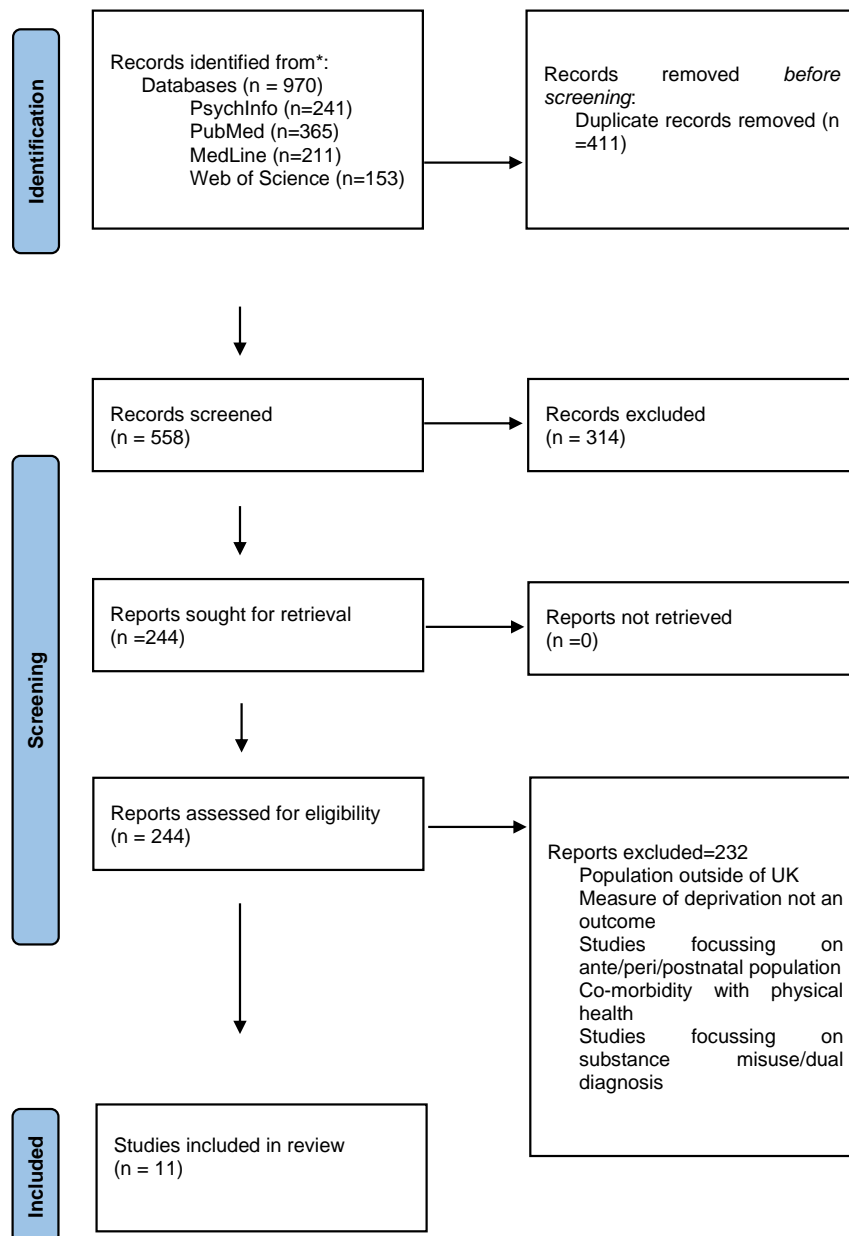 Identification
Records identified from*:
Databases (n = 970)
PsychInfo (n=241)
PubMed (n=365)
MedLine (n=211)
Web of Science (n=153)
Records removed before
screening:
Duplicate records removed (n
=411)
Screening
Records screened
(n = 558)
Records excluded
(n = 314)
Reports sought for retrieval
(n =244)
Reports not retrieved
(n =0)
Reports assessed for eligibility
(n = 244)
Reports excluded=232
Population outside of UK
Measure of deprivation not an
outcome
Studies focussing on
ante/peri/postnatal population
Co-morbidity with physical
health
Studies focussing on
substance misuse/dual
diagnosis
Included
Studies included in review
(n = 11)